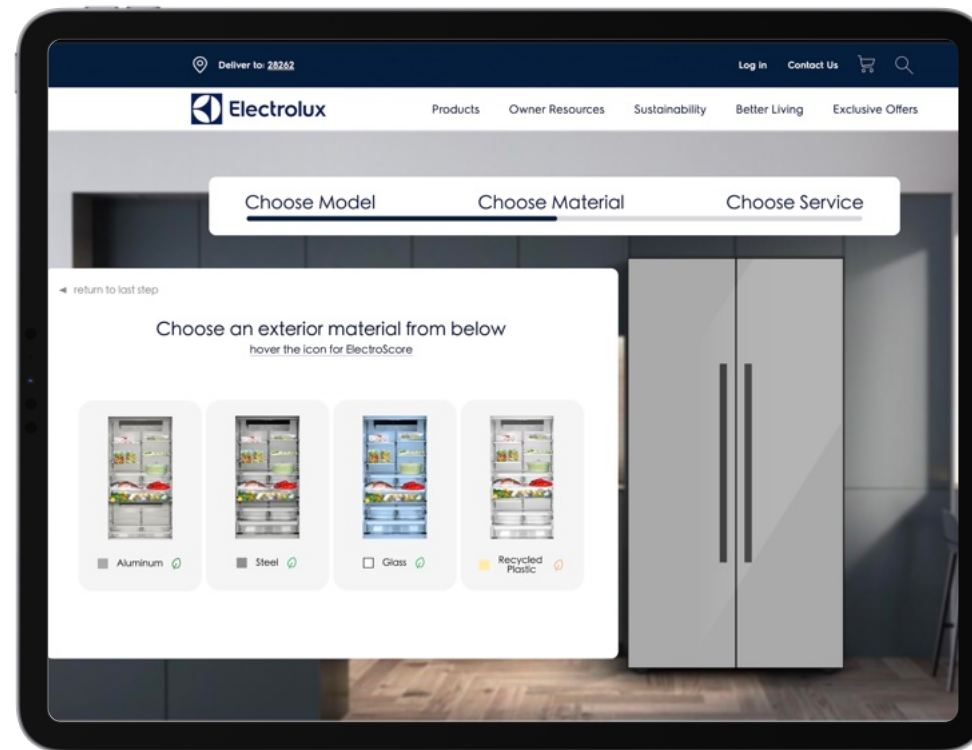 Deliver to: 28262
Log in
Contact Us
Electrolux
Products
Owner Resources
Sustainability
Better Living
Exclusive Offers
Choose Model
Choose Material
Choose Service
◄ return to last step
Choose an exterior material from below
hover the icon for ElectroScore
Aluminum
Steel
Glass
Recycled
Plastic